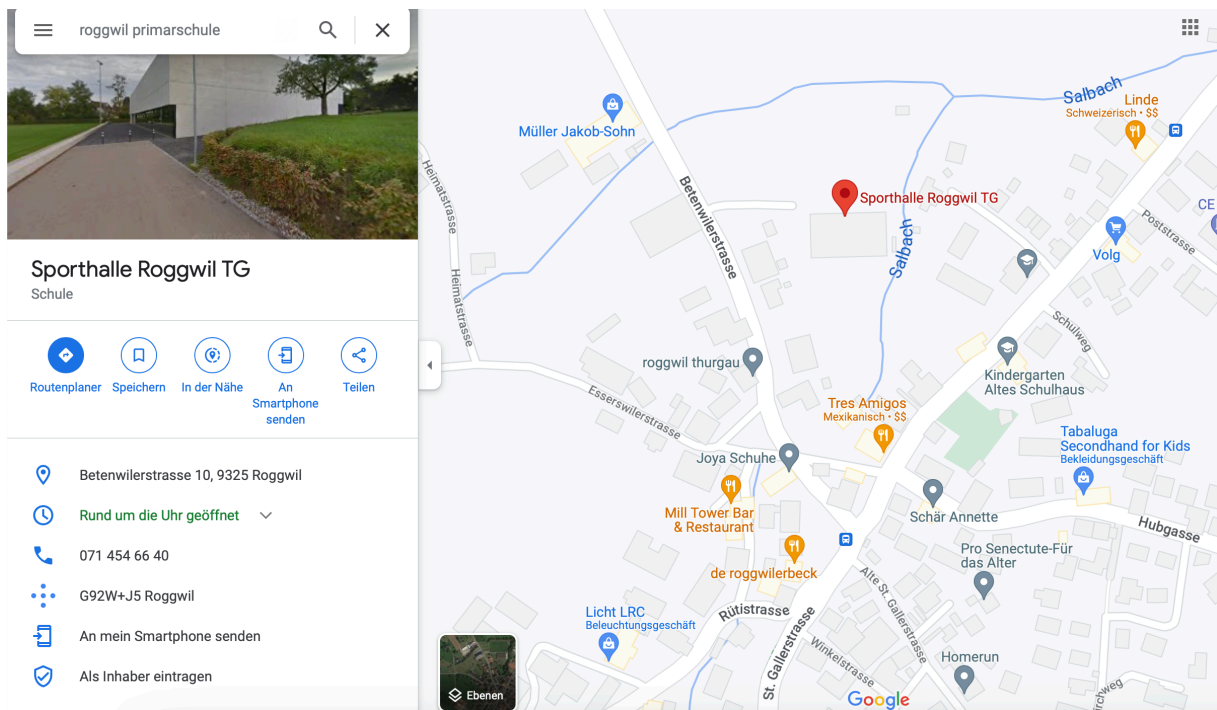 roggwil primarschule
Sporthalle Roggwil TG
Schule
Routenplaner
Speichern
In der Nähe
An
Smartphone
senden
Teilen
Betenwilerstrasse 10, 9325 Roggwil
Rund um die Uhr geöffnet
071 454 66 40
G92W+J5 Roggwil
An mein Smartphone senden
Als Inhaber eintragen
Salbach
Linde
Schweizerisch • $$
Müller Jakob-Sohn
Heimatstrasse
Betenwilerstrasse
Sporthalle Roggwil TG
CE
Poststrasse
Volg
Salbach
Heimatstrasse
Schulweg
roggwil thurgau
Kindergarten
Altes Schulhaus
Esserswilerstrasse
Tres Amigos
Mexikanisch • $$
Tabaluga
Secondhand for Kids
Bekleidungsgeschäft
Joya Schuhe
Mill Tower Bar
& Restaurant
Schär Annette
Hubgasse
Pro Senectute-Für
das Alter
de roggwilerbeck
Alte St. Gallerstrasse
Rütistrasse
Licht LRC
Beleuchtungsgeschäft
St. Gallerstrasse
Winkelstrasse
Homerun
Ebenen
Google